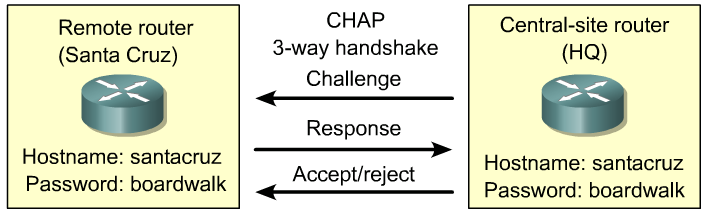 Remote router
(Santa Cruz)
Hostname: santacruz
Password: boardwalk
CHAP
3-way handshake
Challenge
Response
Accept/reject
Central-site router
(HQ)
Hostname: santacruz
Password: boardwalk